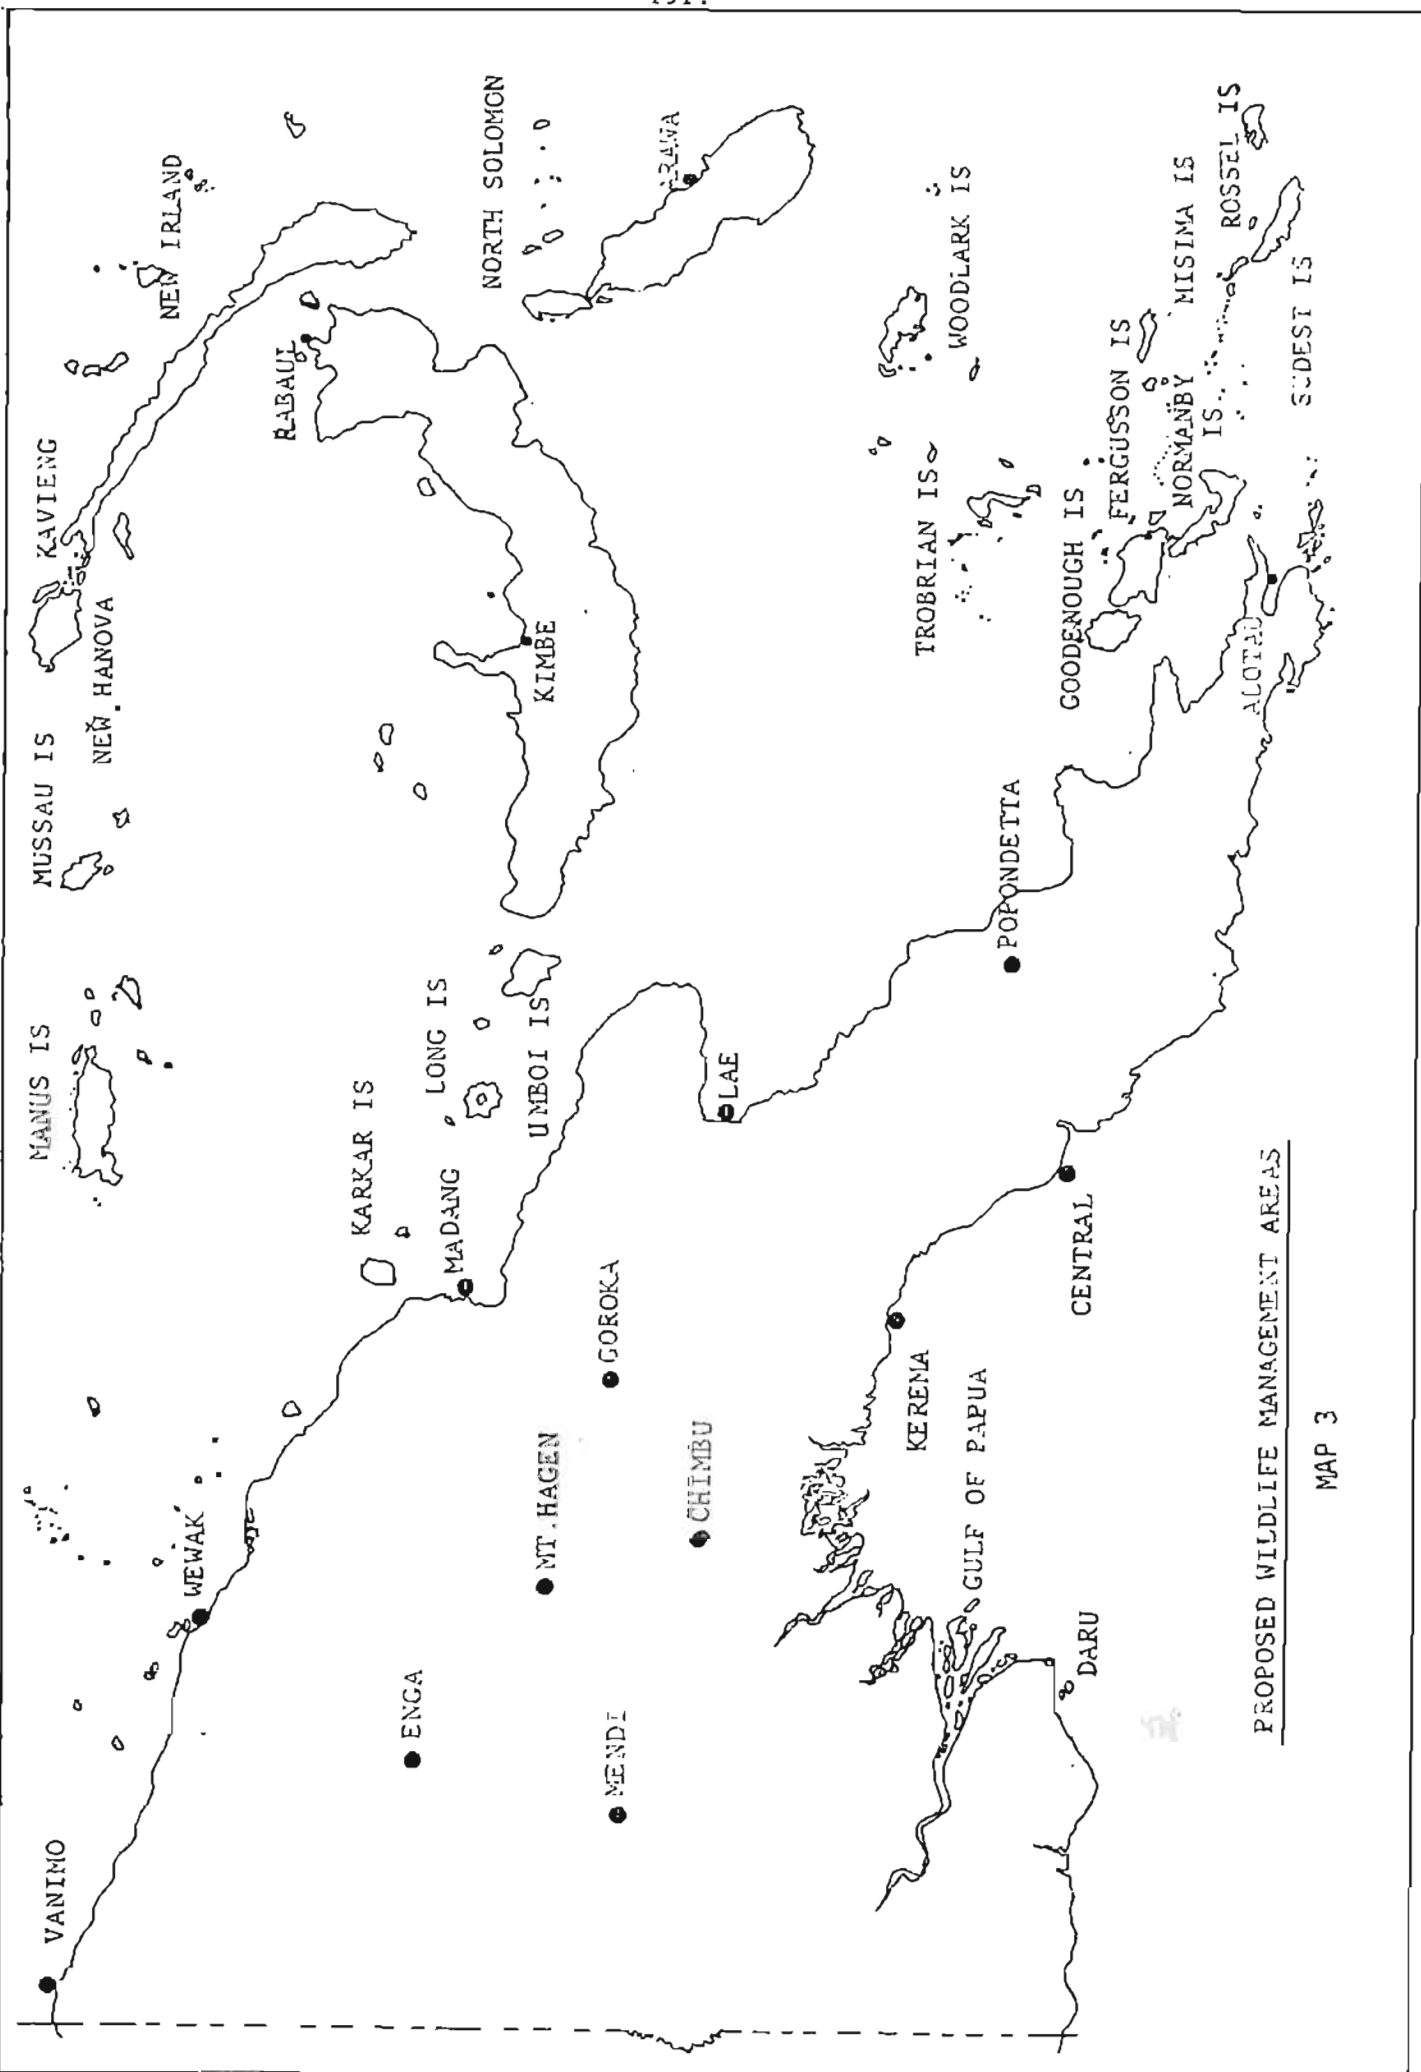 VANIMO
WEWAK
MANUS IS
MUSSAU IS
NEW HANOVA
KAVIENG
NEW IRLAND
RABAUL
KIMBE
NORTH SOLOMON
KARKAR IS
LONG IS
UMBOI IS
MADANG
ENGA
MT.HAGEN
GOROKA
MENDI
CHIMBU
LAE
POPONDETTA
KEREMA
GULF OF PAPUA
CENTRAL
DARU
TROBRIAN IS
WOODLARK IS
GOODENOUGH IS
FERGUSSON IS
NORMANBY
IS
MISIMA IS
ROSSEL IS
SUDEST IS
ALOTAU
PROPOSED WILDLIFE MANAGEMENT AREAS
MAP 3